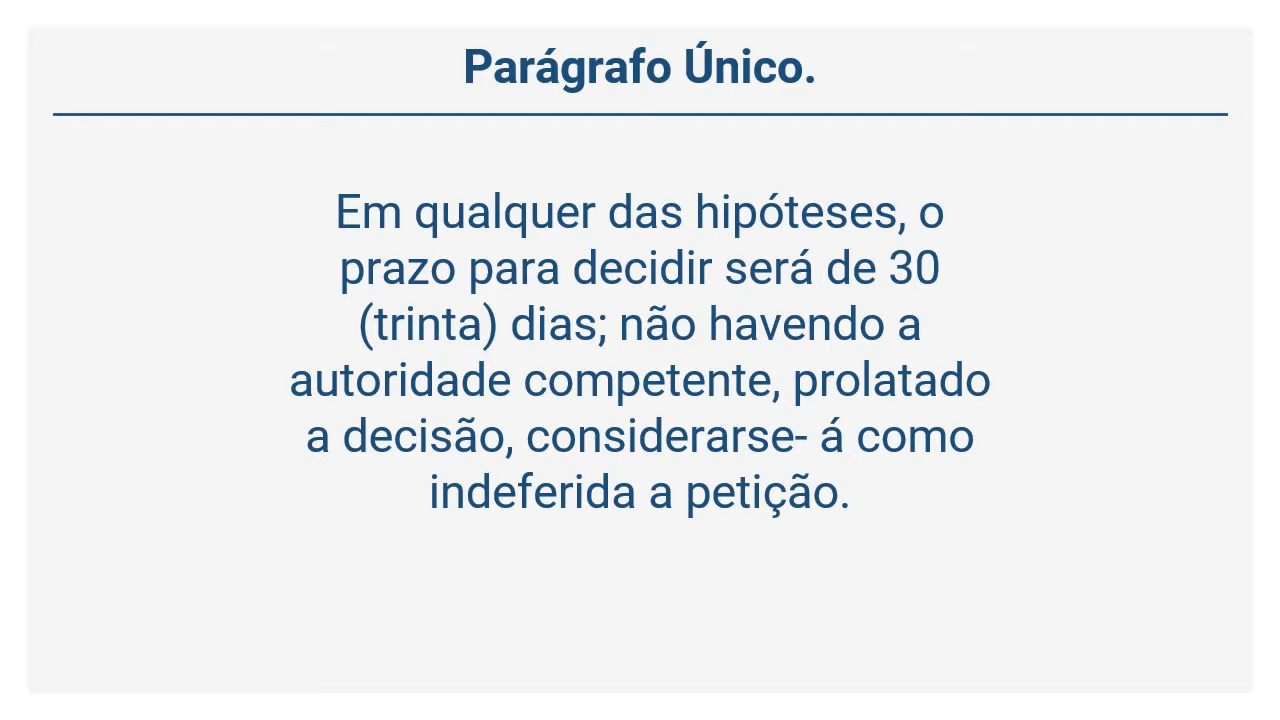 Parágrafo Único.
Em qualquer das hipóteses, o
prazo para decidir será de 30
(trinta) dias; não havendo a
autoridade competente, prolatado
a decisão, considerarse- á como
indeferida a petição.